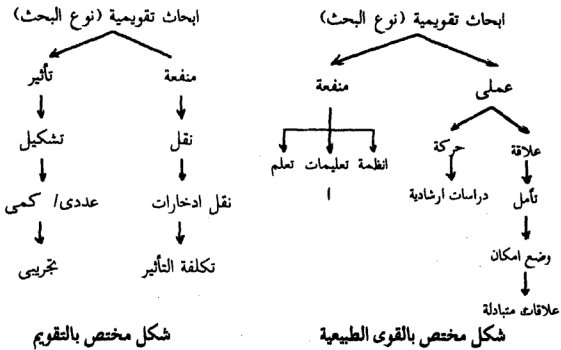 ابحاث تقويمية (نوع البحث)
عملى
منفعة
علاقة
حركة
انظمة
تعليمات
تعلم
تأمل
دراسات ارشادية
ا
وضع امكان
علاقات متبادلة
شكل مختص بالقوى الطبيعية
ابحاث تقويمية (نوع البحث)
منفعة
تأثير
نقل
تشكيل
نقل ادخارات
عددى/ كمى
تكلفة التأثير
تجريبى
شكل مختص بالتقويم